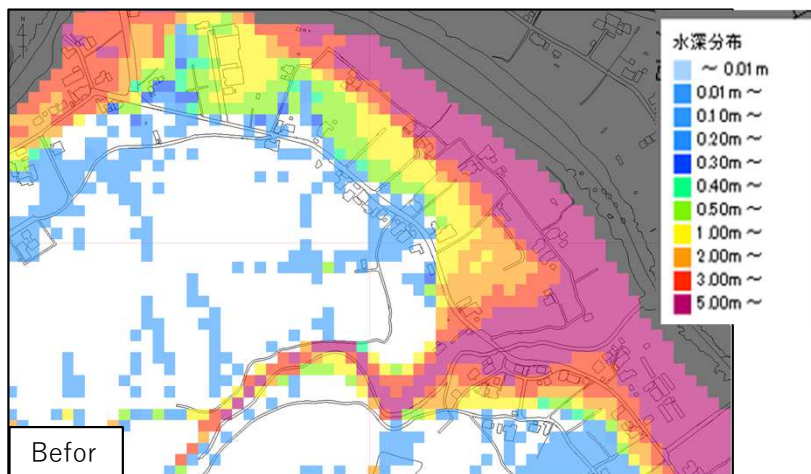 水深分布
～ 0.01 m
0.01 m ～
0.10 m ～
0.20 m ～
0.30 m ～
0.40 m ～
0.50 m ～
1.00 m ～
2.00 m ～
3.00 m ～
5.00 m ～
Befor